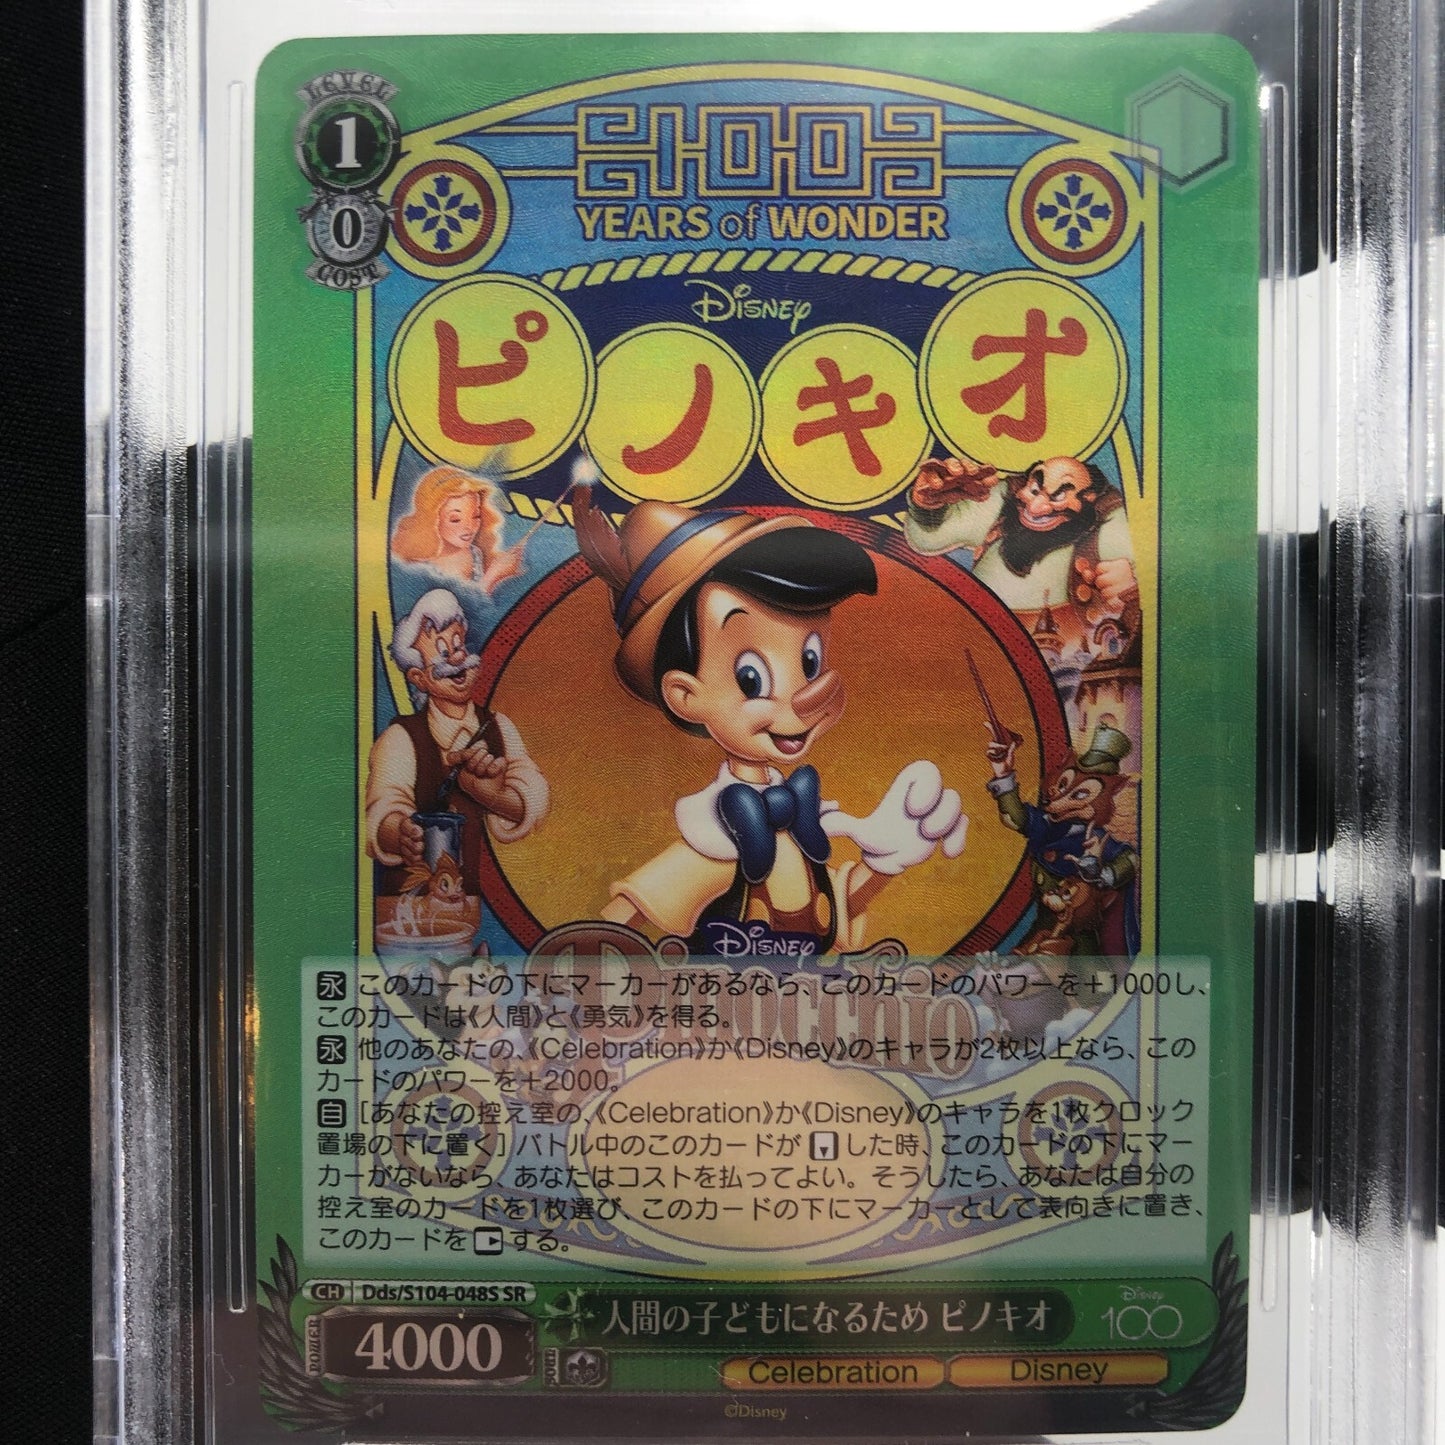 LEVEL
1
0
COST
100
YEARS of WONDER
Disney
ピノキオ
Disney
Pinocchio
永 このカードの下にマーカーがあるなら、このカードのパワーを+1000し、
このカードは《人間》と《勇気》を得る。
永 他のあなたの、《Celebration》か《Disney》のキャラが2枚以上なら、この
カードのパワーを+2000。
自 [あなたの控え室の、《Celebration》か《Disney》のキャラを1枚クロック
置場の下に置く] バトル中のこのカードが した時、このカードの下にマー
カーがないなら、あなたはコストを払ってよい。そうしたら、あなたは自分の
控え室のカードを1枚選び、このカードの下にマーカーとして表向きに置き、
このカードを する。
CH Dds/S104-048S SR
人間の子どもになるため ピノキオ
Disney
100
POWER
4000
SOUL
Celebration
Disney
©Disney